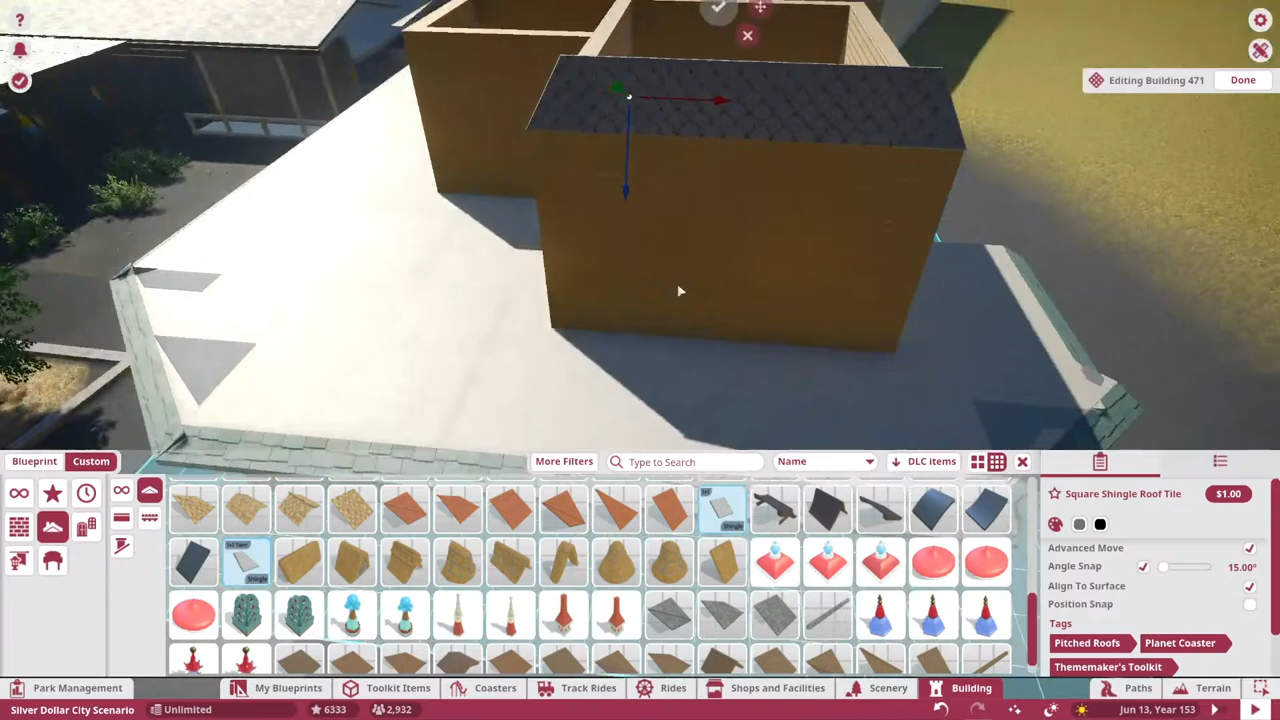 ?
Editing Building 471 Done
Blueprint Custom More Filters Type to Search Name DLC items
Square Shingle Roof Tile $1.00
Advanced Move
Angle Snap 15.00°
Align To Surface
Position Snap
Tags
Pitched Roofs Planet Coaster
Thememaker's Toolkit
Shingle
Shingle
Park Management My Blueprints Toolkit Items Coasters Track Rides Rides Shops and Facilities Scenery Building Paths Terrain
Silver Dollar City Scenario Unlimited 6333 2,932 Jun 13, Year 153